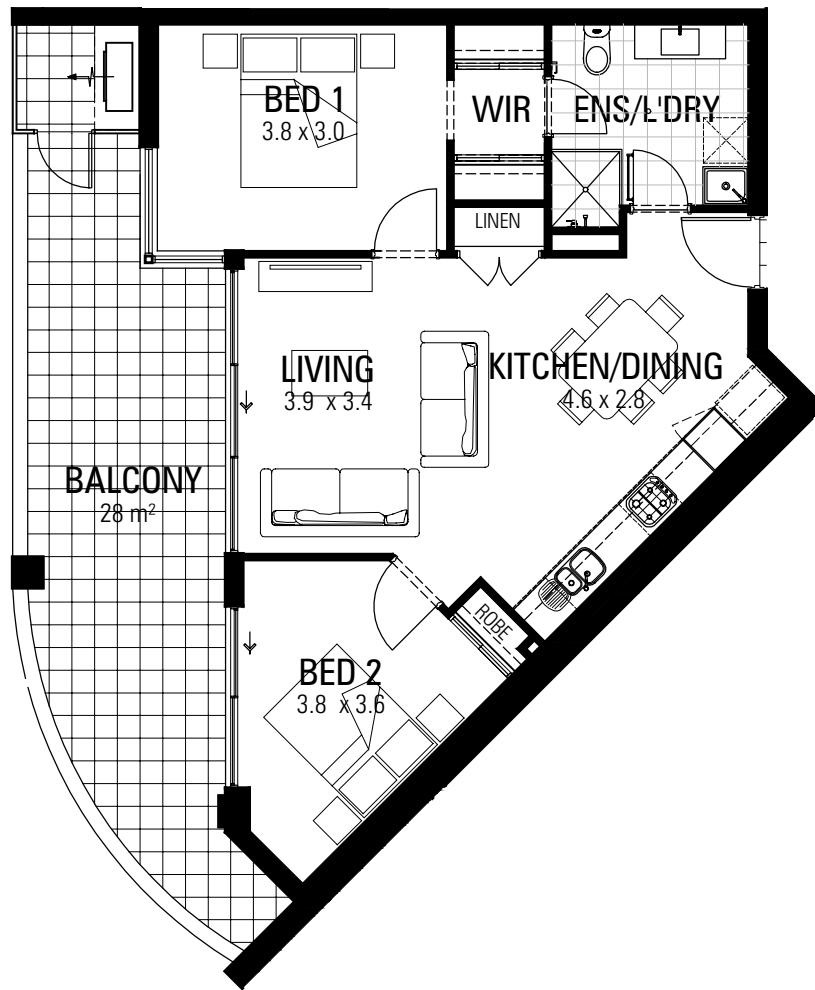 BED 1
3.8 x 3.0
WIR
ENS/L'DRY
LINEN
LIVING
3.9 x 3.4
KITCHEN/DINING
4.6 x 2.8
BALCONY
28 m²
ROBE
BED 2
3.8 x 3.6